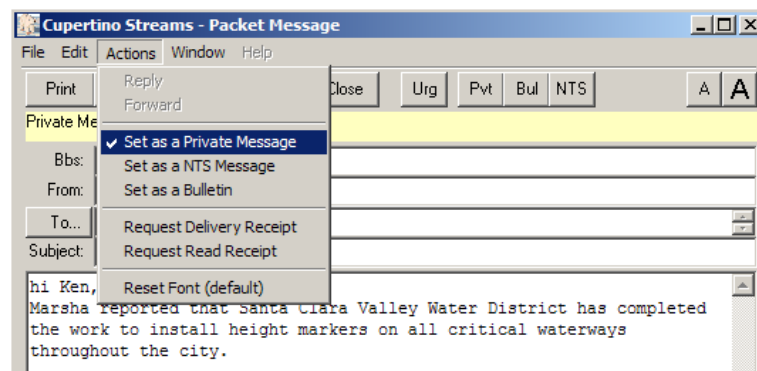 Cupertino Streams - Packet Message
File Edit Actions Window Help
Print Close Urg Pvt Bul NTS A A
Reply
Forward
Private Me
Set as a Private Message
Bbs:
Set as a NTS Message
From:
Set as a Bulletin
To...
Request Delivery Receipt
Subject:
Request Read Receipt
Reset Font (default)
hi Ken,
Marsha reported that Santa Clara Valley Water District has completed
the work to install height markers on all critical waterways
throughout the city.